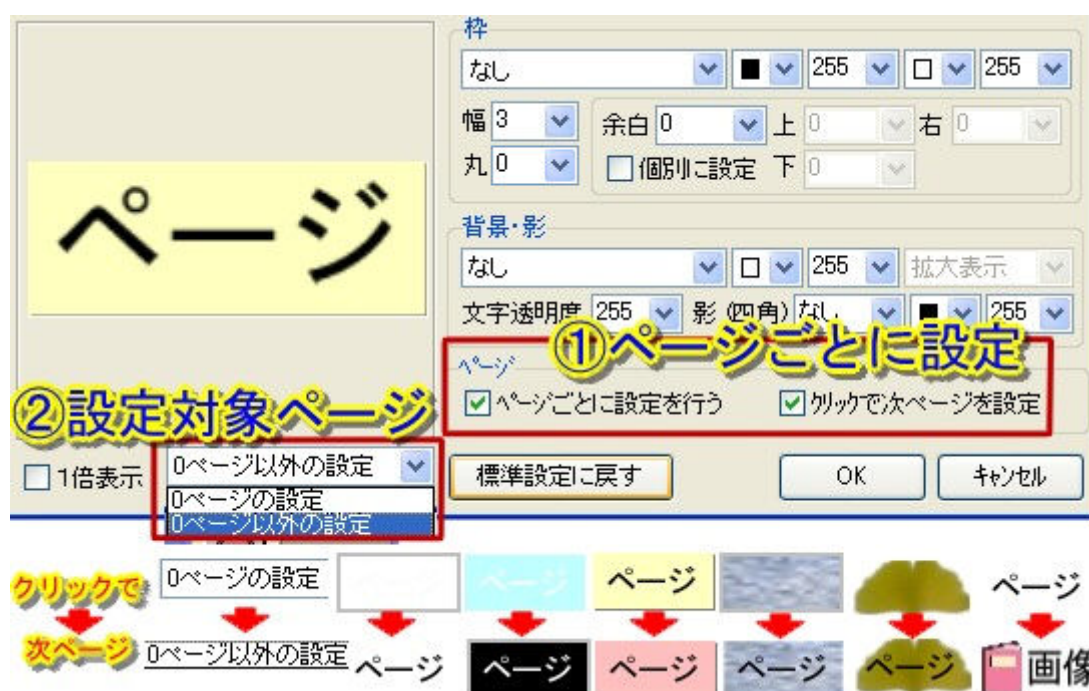 枠
なし 255 255
幅 3 余白 0 上 0 右 0
丸 0 個別に設定 下 0
ページ
背景・影
なし 255 拡大表示
文字透明度 255 影 (四角) なし 255
①ページごとに設定
ページ
ページごとに設定を行う クリックで次ページを設定
②設定対象ページ
1倍表示 0ページ以外の設定 標準設定に戻す OK キャンセル
0ページの設定
0ページ以外の設定
クリックで 0ページの設定 ページ ページ ページ
次ページ 0ページ以外の設定 ページ ページ ページ ページ ページ 画像